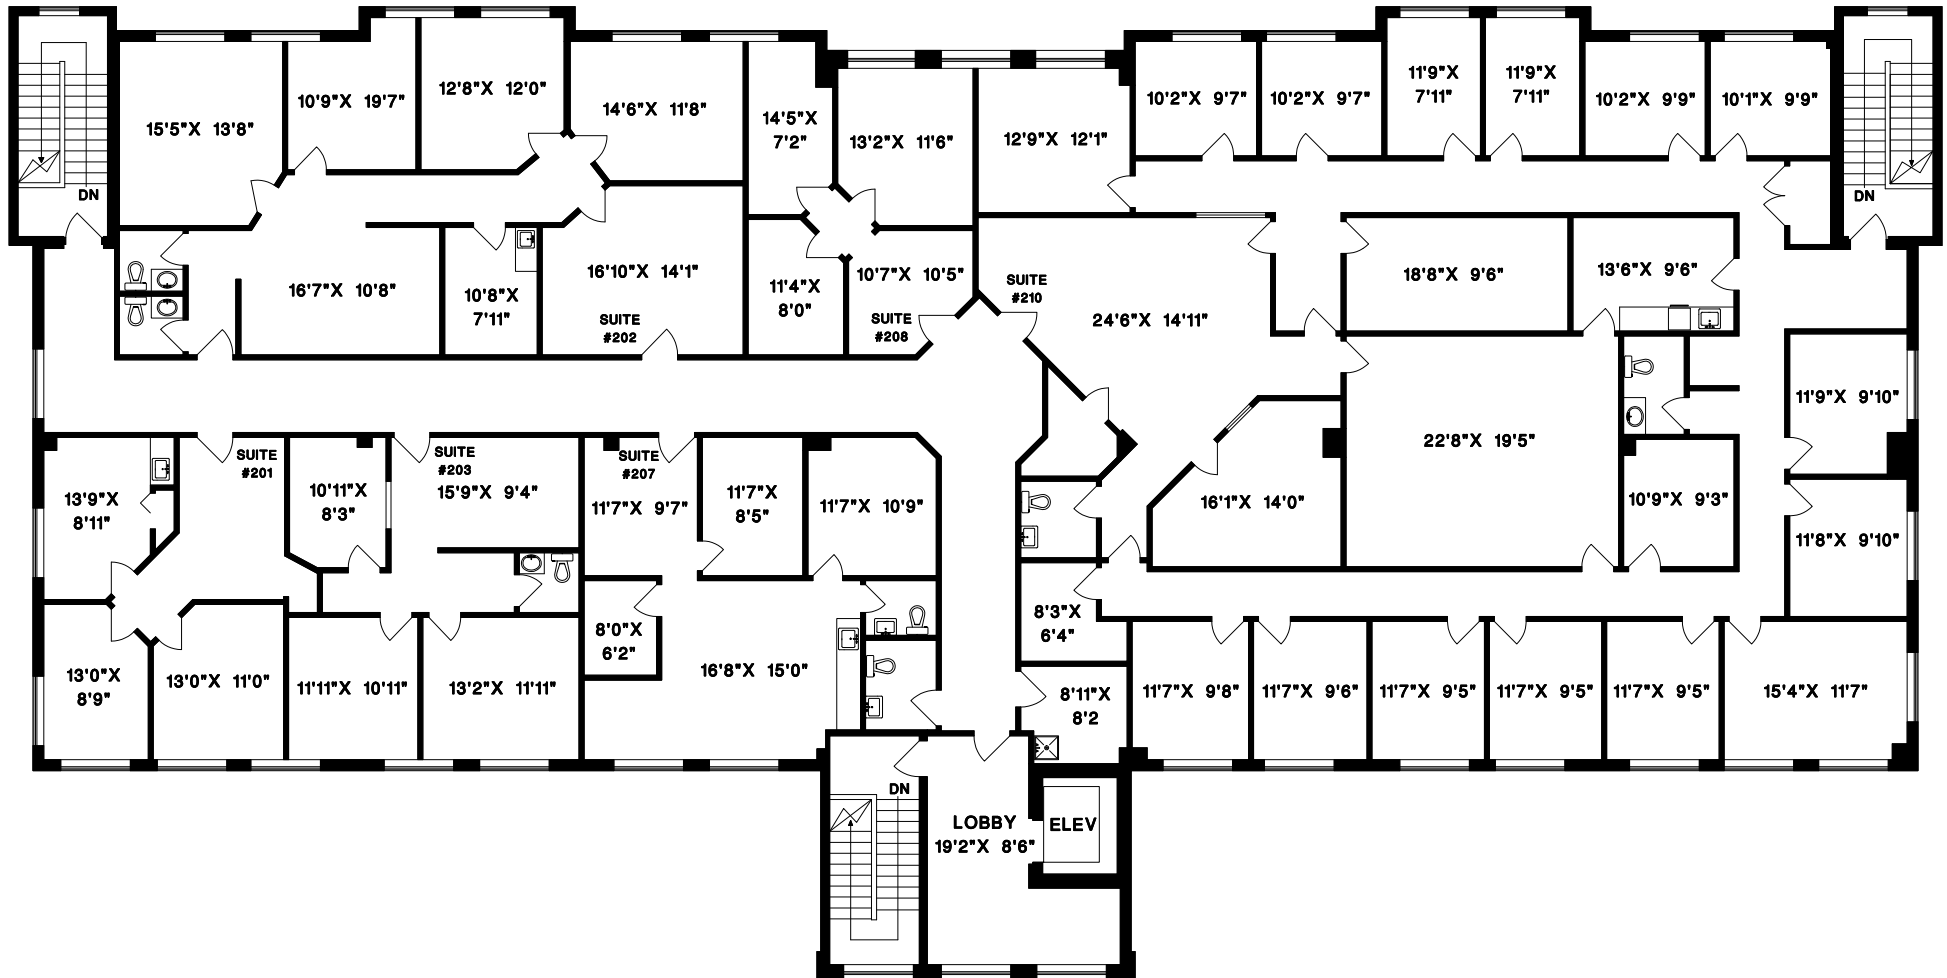 DN
15'5"X 13'8"
10'9"X 19'7"
12'8"X 12'0"
14'6"X 11'8"
14'5"X
7'2"
13'2"X 11'6"
12'9"X 12'1"
10'2"X 9'7"
10'2"X 9'7"
11'9"X
7'11"
11'9"X
7'11"
10'2"X 9'9"
10'1"X 9'9"
DN
16'7"X 10'8"
10'8"X
7'11"
16'10"X 14'1"
SUITE
#202
11'4"X
8'0"
10'7"X 10'5"
SUITE
#208
SUITE
#210
24'6"X 14'11"
18'8"X 9'6"
13'6"X 9'6"
11'9"X 9'10"
22'8"X 19'5"
13'9"X
8'11"
SUITE
#201
10'11"X
8'3"
SUITE
#203
15'9"X 9'4"
SUITE
#207
11'7"X 9'7"
11'7"X
8'5"
11'7"X 10'9"
16'1"X 14'0"
10'9"X 9'3"
11'8"X 9'10"
8'0"X
6'2"
8'3"X
6'4"
13'0"X
8'9"
13'0"X 11'0"
11'11"X 10'11"
13'2"X 11'11"
16'8"X 15'0"
8'11"X
8'2
11'7"X 9'8"
11'7"X 9'6"
11'7"X 9'5"
11'7"X 9'5"
11'7"X 9'5"
15'4"X 11'7"
DN
LOBBY
19'2"X 8'6"
ELEV